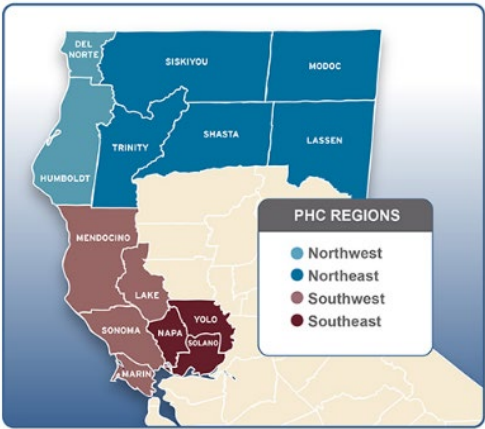 DEL
NORTE
SISKIYOU
MODOC
TRINITY
SHASTA
LASSEN
HUMBOLDT
PHC REGIONS
Northwest
Northeast
Southwest
Southeast
MENDOCINO
LAKE
YOLO
SONOMA
NAPA
SOLANO
MARIN